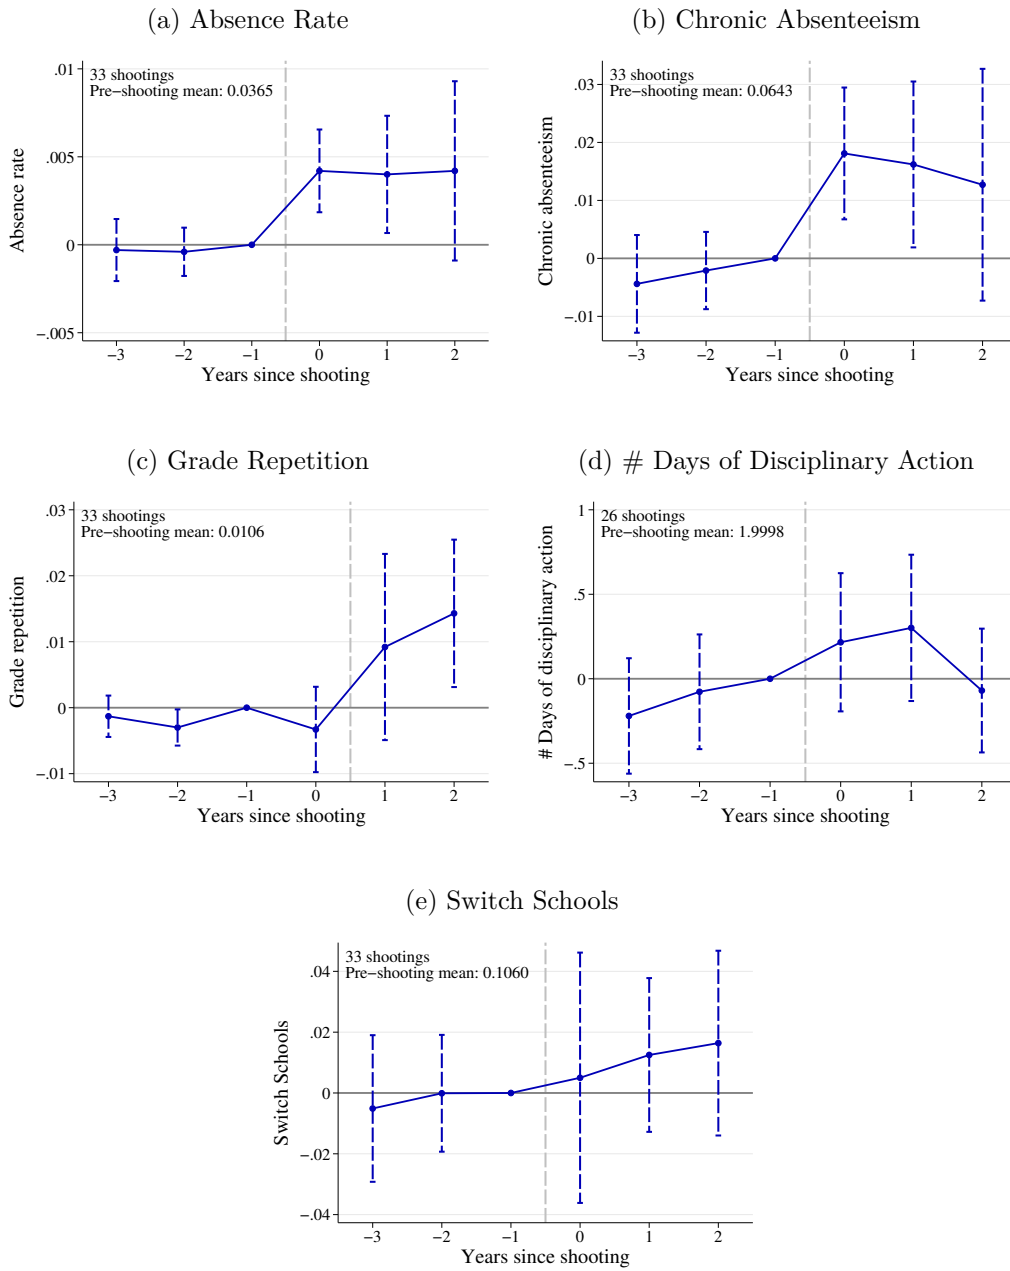 (a) Absence Rate
33 shootings
Pre−shooting mean: 0.0365
Absence rate
.01
.005
0
−.005
−3 −2 −1 0 1 2
Years since shooting
(b) Chronic Absenteeism
33 shootings
Pre−shooting mean: 0.0643
Chronic absenteeism
.03
.02
.01
0
−.01
−3 −2 −1 0 1 2
Years since shooting
(c) Grade Repetition
33 shootings
Pre−shooting mean: 0.0106
Grade repetition
.03
.02
.01
0
−.01
−3 −2 −1 0 1 2
Years since shooting
(d) # Days of Disciplinary Action
26 shootings
Pre−shooting mean: 1.9998
# Days of disciplinary action
1
.5
0
−.5
−3 −2 −1 0 1 2
Years since shooting
(e) Switch Schools
33 shootings
Pre−shooting mean: 0.1060
Switch Schools
.04
.02
0
−.02
−.04
−3 −2 −1 0 1 2
Years since shooting